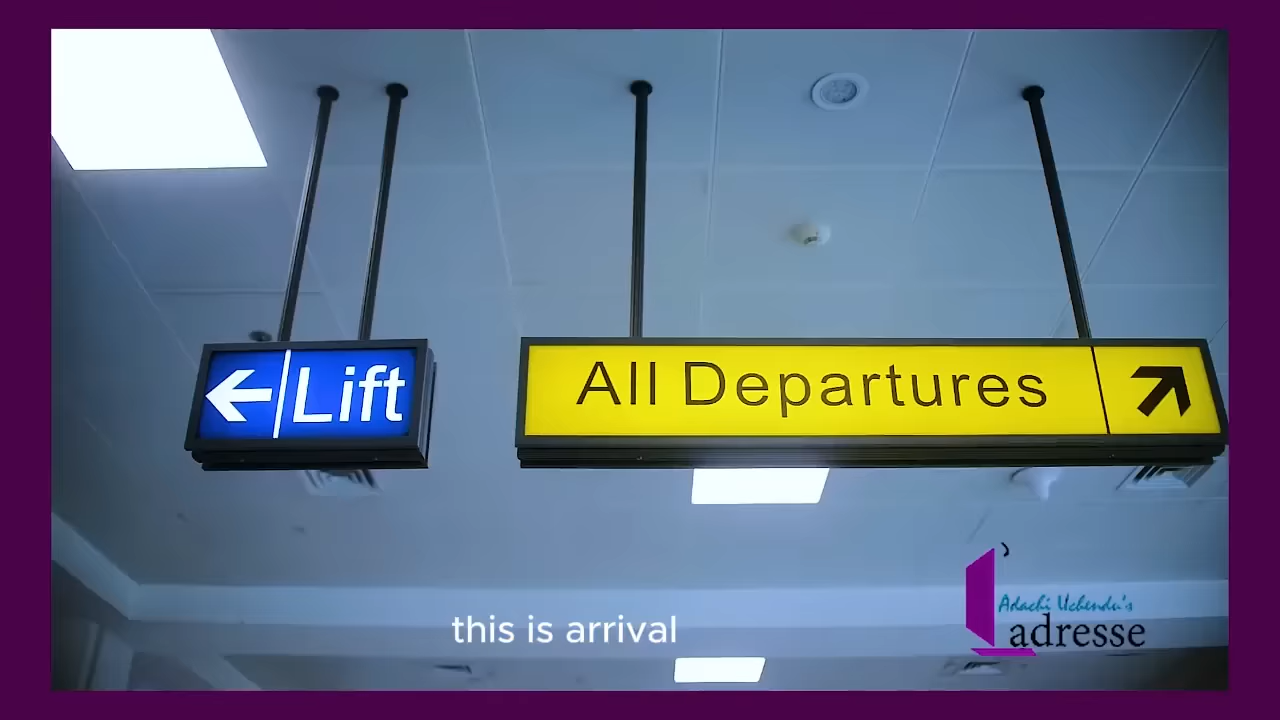 Lift
All Departures
this is arrival
Adachi Uchendu's
l'adresse